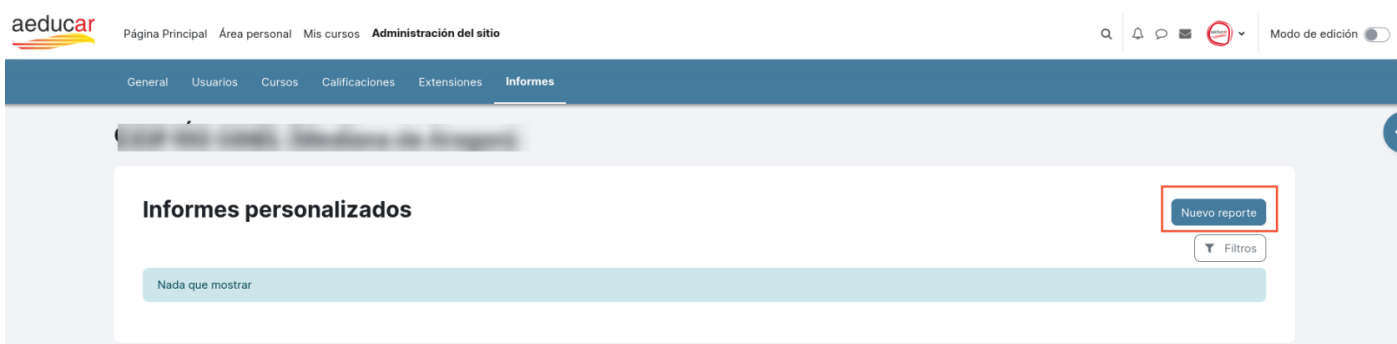 aeducar
Página Principal Área personal Mis cursos Administración del sitio Modo de edición
General Usuarios Cursos Calificaciones Extensiones Informes
Informes personalizados
Nuevo reporte
Filtros
Nada que mostrar